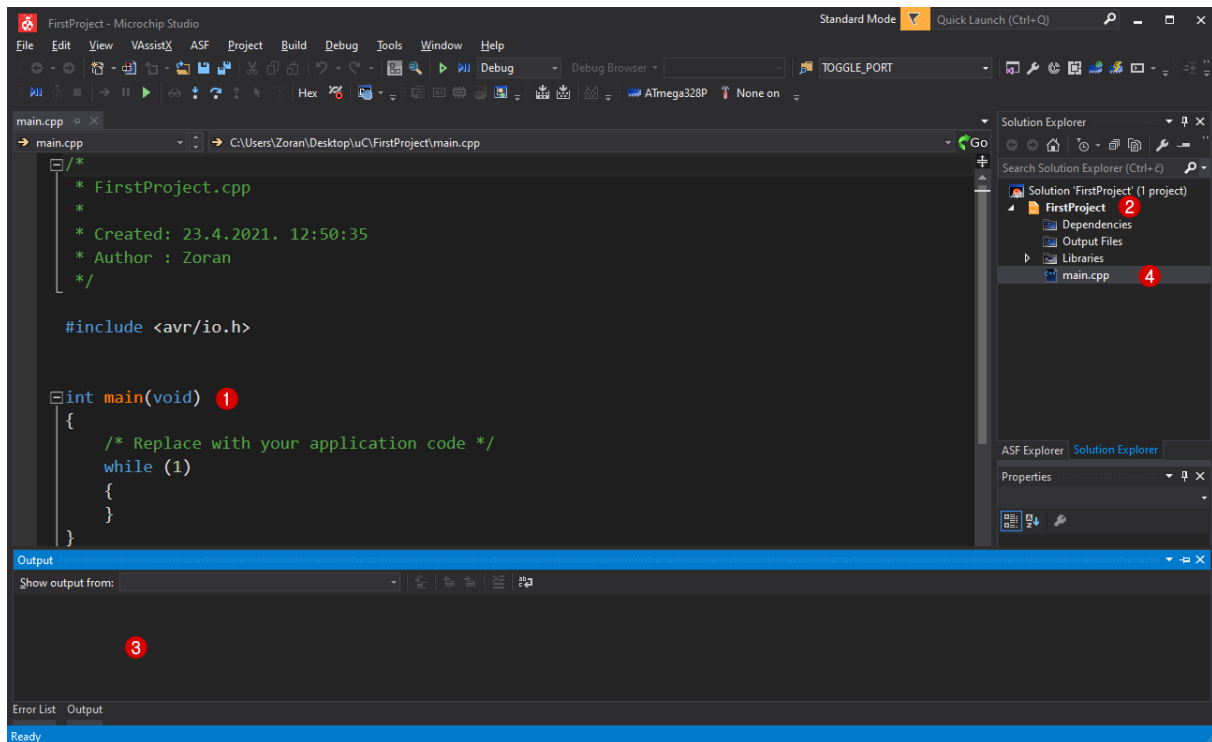 FirstProject - Microchip Studio
Standard Mode
Quick Launch (Ctrl+Q)
File Edit View VAssistX ASF Project Build Debug Tools Window Help
Debug
Debug Browser
TOGGLE_PORT
Hex
ATmega328P
None on
main.cpp
main.cpp
C:\Users\Zoran\Desktop\uC\FirstProject\main.cpp
Go
/*
* FirstProject.cpp
*
* Created: 23.4.2021. 12:50:35
* Author : Zoran
*/
#include <avr/io.h>
int main(void) 1
{
/* Replace with your application code */
while (1)
{
}
}
Solution Explorer
Search Solution Explorer (Ctrl+č)
Solution 'FirstProject' (1 project)
FirstProject 2
Dependencies
Output Files
Libraries
main.cpp 4
ASF Explorer Solution Explorer
Properties
Output
Show output from:
3
Error List Output
Ready